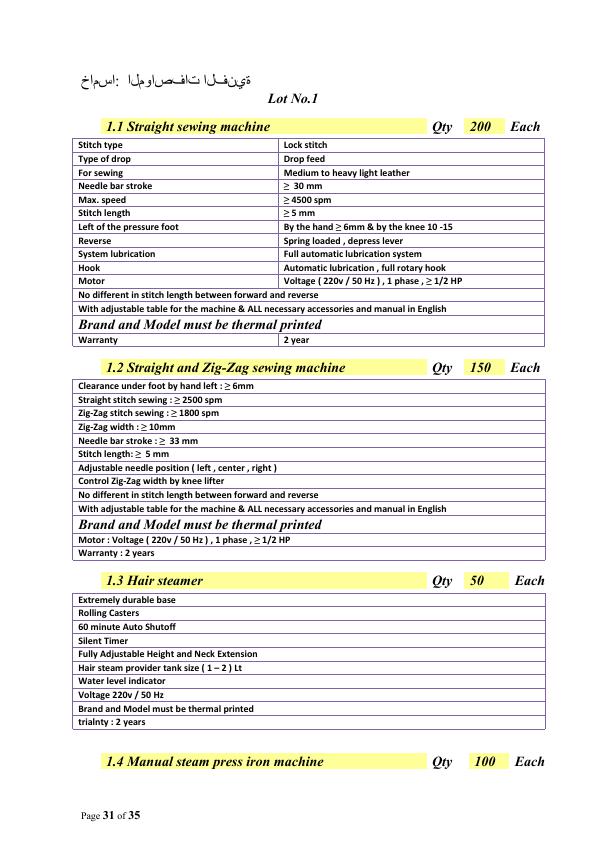 خامسا: المواصفات الفنية
Lot No.1
1.1 Straight sewing machine Qty 200 Each
Stitch type Lock stitch
Type of drop Drop feed
For sewing Medium to heavy light leather
Needle bar stroke ≥ 30 mm
Max. speed ≥ 4500 spm
Stitch length ≥ 5 mm
Left of the pressure foot By the hand ≥ 6mm & by the knee 10 -15
Reverse Spring loaded , depress lever
System lubrication Full automatic lubrication system
Hook Automatic lubrication , full rotary hook
Motor Voltage ( 220v / 50 Hz ) , 1 phase , ≥ 1/2 HP
No different in stitch length between forward and reverse
With adjustable table for the machine & ALL necessary accessories and manual in English
Brand and Model must be thermal printed
Warranty 2 year
1.2 Straight and Zig-Zag sewing machine Qty 150 Each
Clearance under foot by hand left : ≥ 6mm
Straight stitch sewing : ≥ 2500 spm
Zig-Zag stitch sewing : ≥ 1800 spm
Zig-Zag width : ≥ 10mm
Needle bar stroke : ≥ 33 mm
Stitch length: ≥ 5 mm
Adjustable needle position ( left , center , right )
Control Zig-Zag width by knee lifter
No different in stitch length between forward and reverse
With adjustable table for the machine & ALL necessary accessories and manual in English
Brand and Model must be thermal printed
Motor : Voltage ( 220v / 50 Hz ) , 1 phase , ≥ 1/2 HP
Warranty : 2 years
1.3 Hair steamer Qty 50 Each
Extremely durable base
Rolling Casters
60 minute Auto Shutoff
Silent Timer
Fully Adjustable Height and Neck Extension
Hair steam provider tank size ( 1 – 2 ) Lt
Water level indicator
Voltage 220v / 50 Hz
Brand and Model must be thermal printed
trialnty : 2 years
1.4 Manual steam press iron machine Qty 100 Each
Page 31 of 35